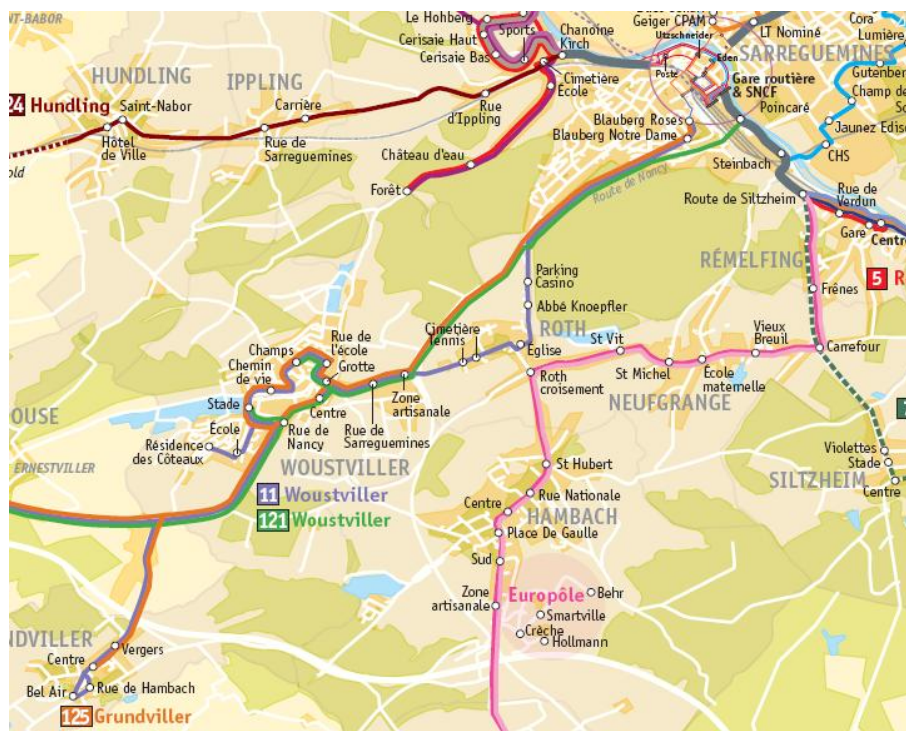 NT-BABOR
Le Hohberg
Cerisaie Haut
Cerisaie Bas
Sports
Chanoine
Kirch
Geiger CPAM
Utzschneider
Eden
Poste
LT Nominé
Cora
Lumière
SARREGUEMINES
Gutenberg
Champ de
HUNDLING
IPPLING
24 Hundling
Saint-Nabor
Carrière
Hôtel
de Ville
Rue de
Sarreguemines
Rue
d'Ippling
Cimetière
École
Gare routière
& SNCF
Poincaré
Blauberg Roses
Blauberg Notre Dame
Jaunez Edison
CHS
Steinbach
Château d'eau
Forêt
Route de Nancy
Route de Siltzheim
Rue de
Verdun
Gare
Centre
RÉMELFING
5 R
Frênes
Parking
Casino
Abbé Knoepfler
ROTH
Cimetière
Tennis
Église
St Vit
Vieux
Breuil
Carrefour
St Michel
École
maternelle
NEUFGRANGE
Roth
croisement
Champs
Rue de
l'école
Chemin
de vie
Grotte
Stade
Centre
Zone
artisanale
École
Rue de
Nancy
Rue de
Sarreguemines
Résidence
des Côteaux
OUSE
ERNESTVILLER
WOUSTVILLER
11 Woustviller
121 Woustviller
St Hubert
Centre
Rue Nationale
HAMBACH
Place De Gaulle
Sud
Violettes
Stade
SILTZHEIM
Centre
Zone
artisanale
Europôle
Behr
Smartville
Crèche
Hollmann
NDVILLER
Centre
Vergers
Bel Air
Rue de Hambach
125 Grundviller